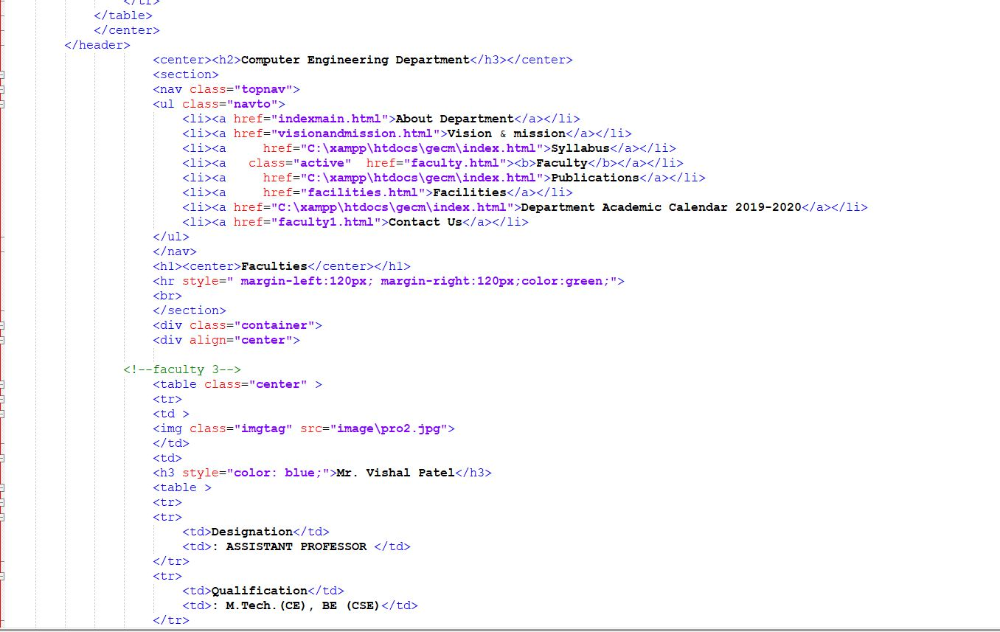 </tr>
</table>
</center>
</header>
<center><h2>Computer Engineering Department</h3></center>
<section>
<nav class="topnav">
<ul class="navto">
<li><a href="indexmain.html">About Department</a></li>
<li><a href="visionandmission.html">Vision & mission</a></li>
<li><a     href="C:\xampp\htdocs\gecm\index.html">Syllabus</a></li>
<li><a   class="active"  href="faculty.html"><b>Faculty</b></a></li>
<li><a     href="C:\xampp\htdocs\gecm\index.html">Publications</a></li>
<li><a     href="facilities.html">Facilities</a></li>
<li><a href="C:\xampp\htdocs\gecm\index.html">Department Academic Calendar 2019-2020</a></li>
<li><a href="faculty1.html">Contact Us</a></li>
</ul>
</nav>
<h1><center>Faculties</center></h1>
<hr style=" margin-left:120px; margin-right:120px;color:green;">
<br>
</section>
<div class="container">
<div align="center">
<!--faculty 3-->
<table class="center" >
<tr>
<td >
<img class="imgtag" src="image\pro2.jpg">
</td>
<td>
<h3 style="color: blue;">Mr. Vishal Patel</h3>
<table >
<tr>
<tr>
<td>Designation</td>
<td>: ASSISTANT PROFESSOR </td>
</tr>
<tr>
<td>Qualification</td>
<td>: M.Tech.(CE), BE (CSE)</td>
</tr>